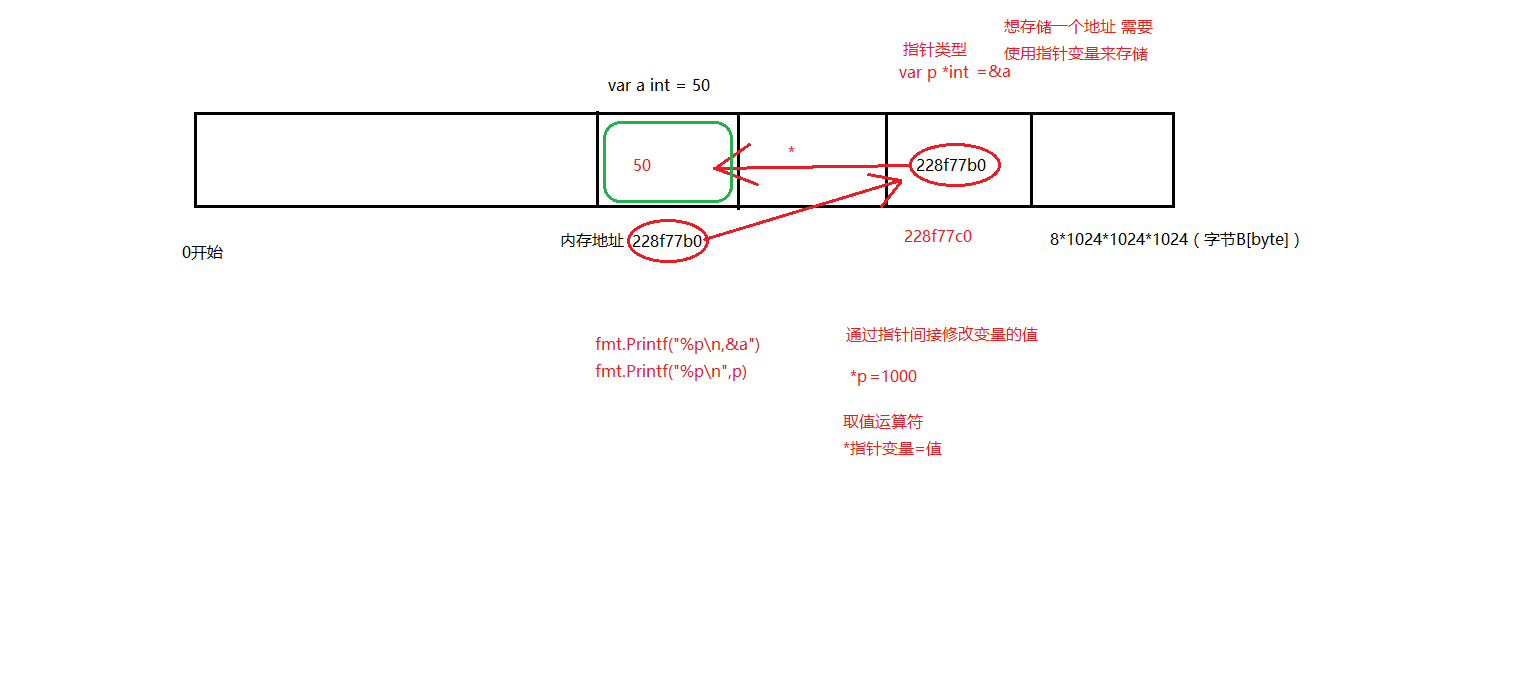 想存储一个地址 需要
使用指针变量来存储
指针类型
var p *int =&a
var a int = 50
50
*
228f77b0
0开始
内存地址 228f77b0
228f77c0
8*1024*1024*1024（字节B[byte]）
fmt.Printf("%p\n,&a")
fmt.Printf("%p\n",p)
通过指针间接修改变量的值
*p =1000
取值运算符
*指针变量=值